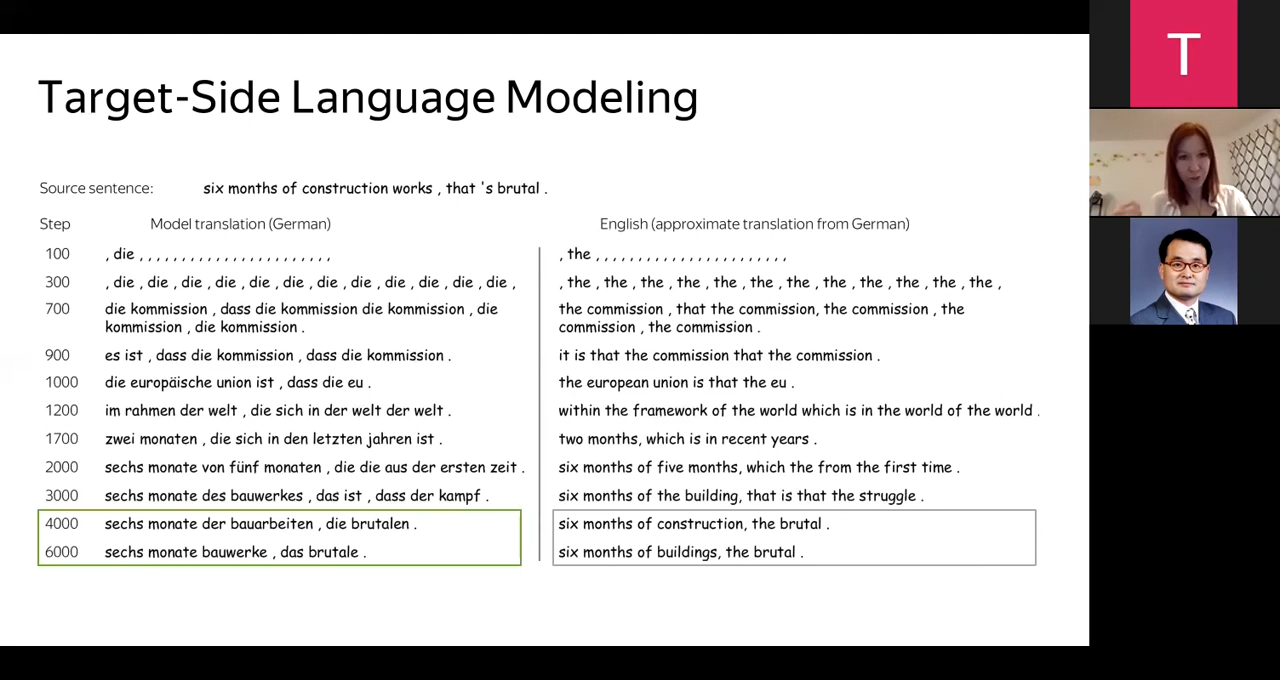 T
Target-Side Language Modeling
Source sentence: six months of construction works , that 's brutal .
Step Model translation (German) English (approximate translation from German)
100 , die , , , , , , , , , , , , , , , , , , , , , , , , , the , , , , , , , , , , , , , , , , , , , , , , ,
300 , die , die , die , die , die , die , die , die , die , die , die , die , , the , the , the , the , the , the , the , the , the , the , the , the ,
700 die kommission , dass die kommission die kommission , die the commission , that the commission, the commission , the
kommission , die kommission . commission , the commission .
900 es ist , dass die kommission , dass die kommission . it is that the commission that the commission .
1000 die europäische union ist , dass die eu . the european union is that the eu .
1200 im rahmen der welt , die sich in der welt der welt . within the framework of the world which is in the world of the world .
1700 zwei monaten , die sich in den letzten jahren ist . two months, which is in recent years .
2000 sechs monate von fünf monaten , die die aus der ersten zeit . six months of five months, which the from the first time .
3000 sechs monate des bauwerkes , das ist , dass der kampf . six months of the building, that is that the struggle .
4000 sechs monate der bauarbeiten , die brutalen . six months of construction, the brutal .
6000 sechs monate bauwerke , das brutale . six months of buildings, the brutal .